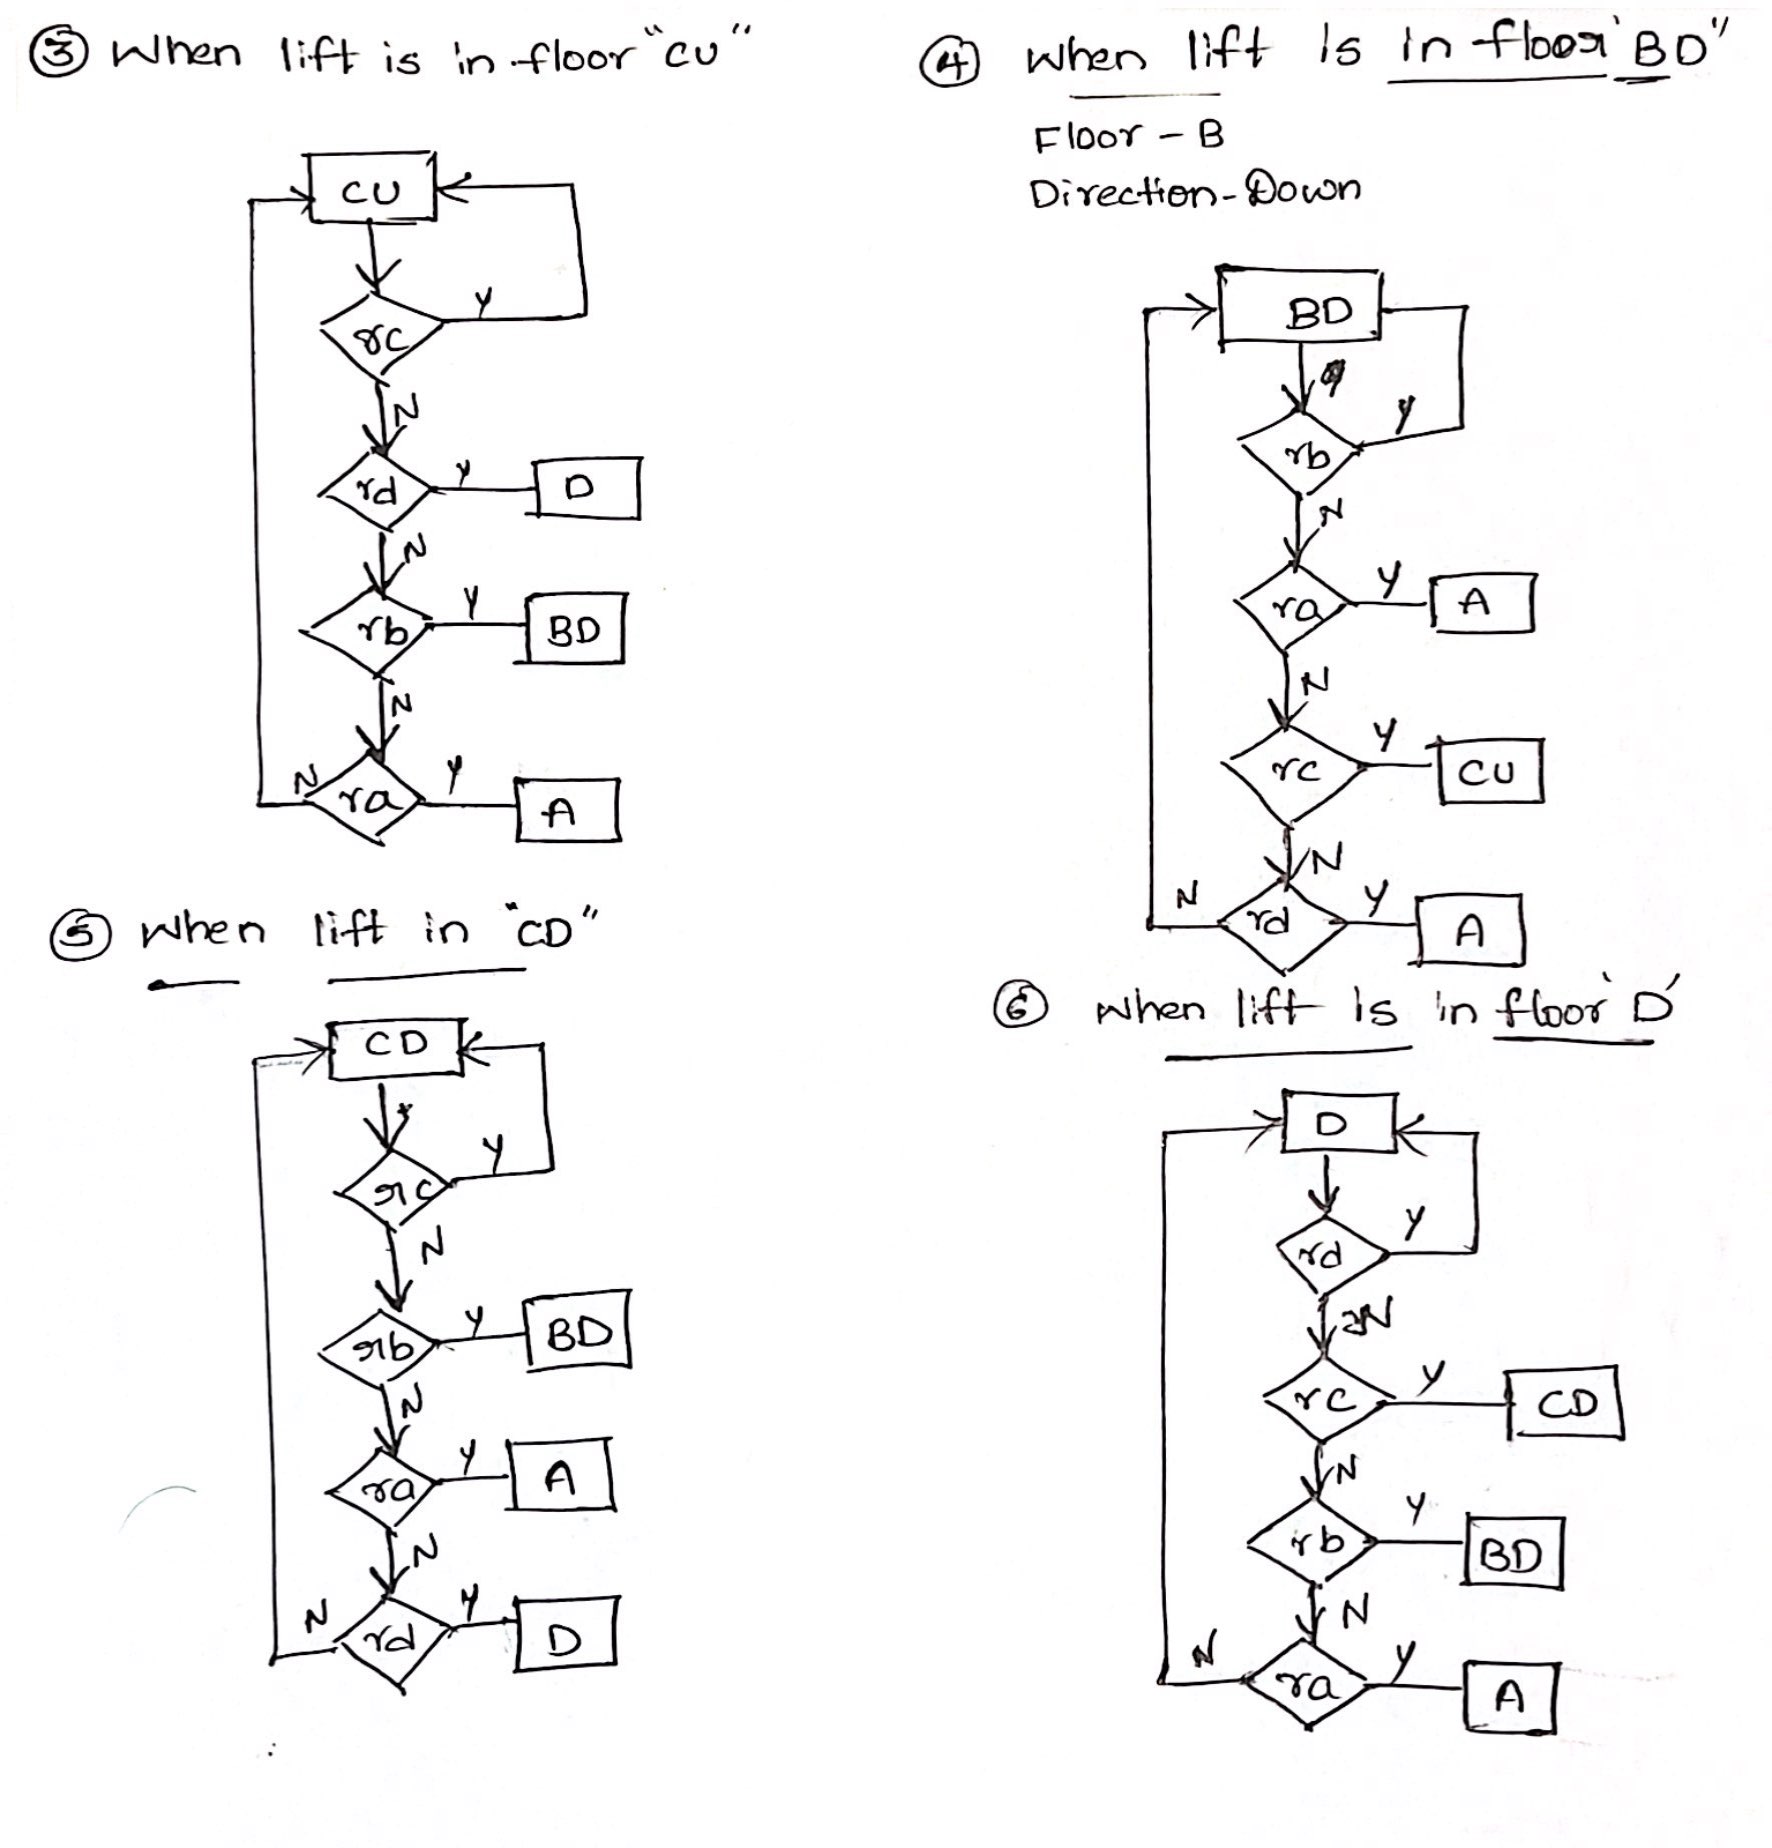 ③ When lift is in floor "CU"
CU
rc
Y
N
rd
Y
D
N
rb
Y
BD
N
ra
Y
A
N
④ When lift is in floor "BD"
Floor - B
Direction - Down
BD
rb
Y
N
ra
Y
A
N
rc
Y
CU
N
rd
Y
A
N
⑤ When lift in "CD"
CD
rc
Y
N
rb
Y
BD
N
ra
Y
A
N
rd
Y
D
N
⑥ When lift is in floor 'D'
D
rd
Y
N
rc
Y
CD
N
rb
Y
BD
N
ra
Y
A
N